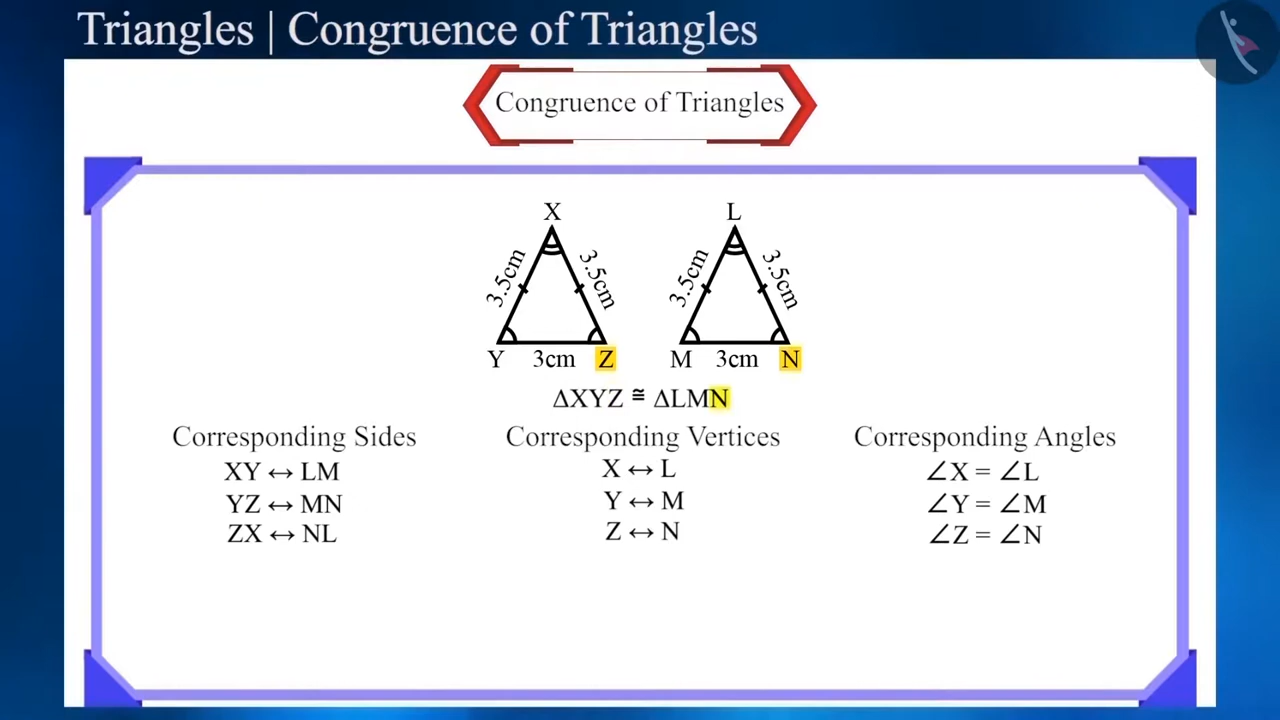 Triangles | Congruence of Triangles
Congruence of Triangles
X
L
3.5cm
3.5cm
3.5cm
3.5cm
Y 3cm Z
M 3cm N
ΔXYZ ≅ ΔLMN
Corresponding Sides
XY ↔ LM
YZ ↔ MN
ZX ↔ NL
Corresponding Vertices
X ↔ L
Y ↔ M
Z ↔ N
Corresponding Angles
∠X = ∠L
∠Y = ∠M
∠Z = ∠N